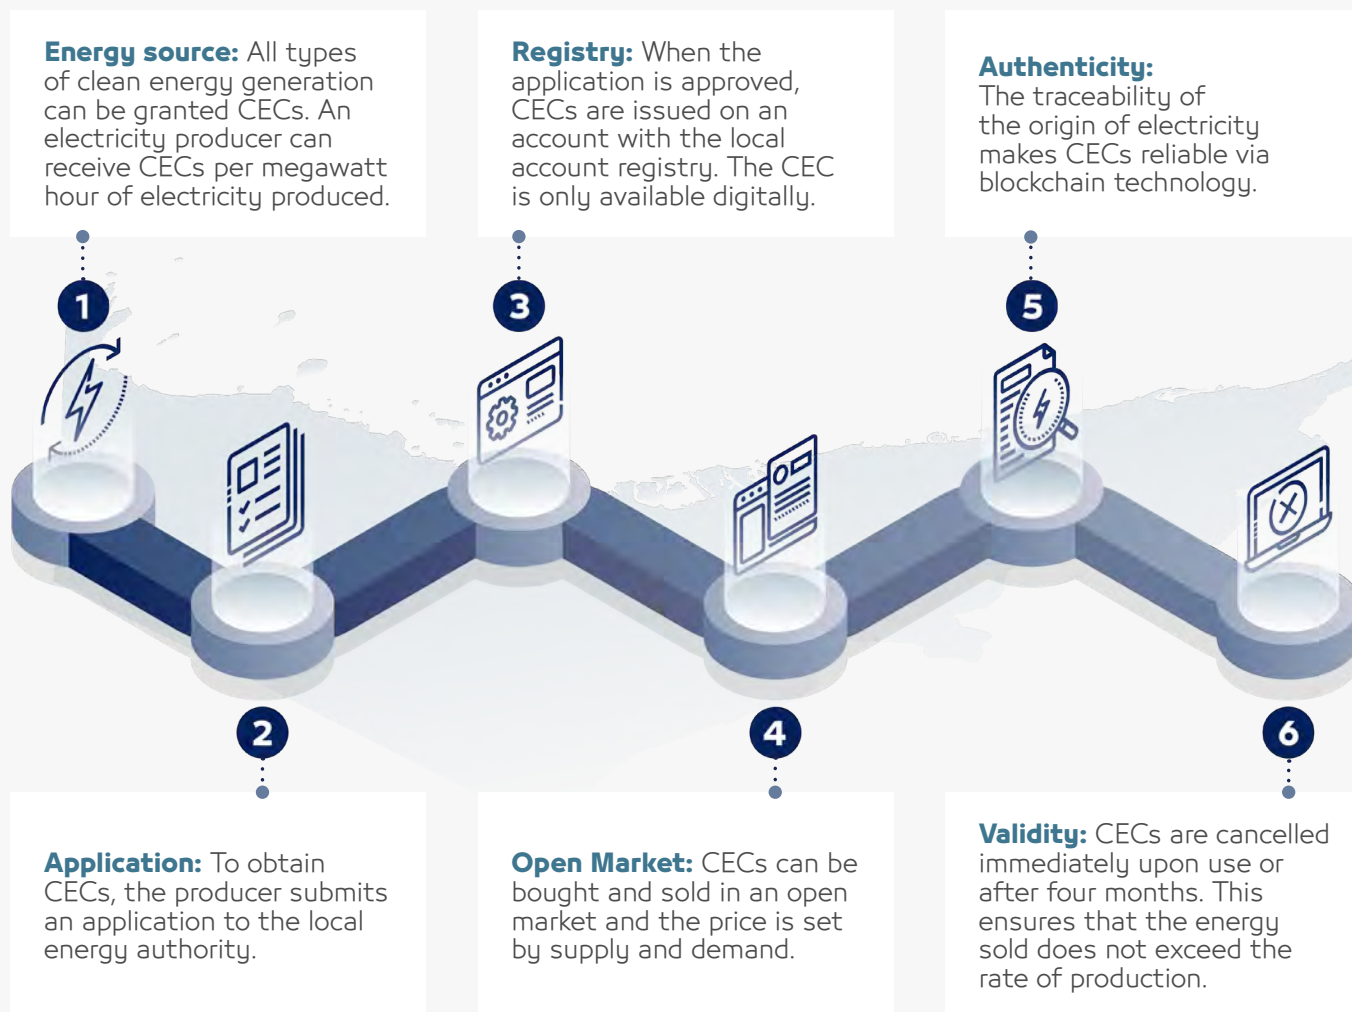 Energy source: All types
of clean energy generation
can be granted CECs. An
electricity producer can
receive CECs per megawatt
hour of electricity produced.
Registry: When the
application is approved,
CECs are issued on an
account with the local
account registry. The CEC
is only available digitally.
Authenticity:
The traceability of
the origin of electricity
makes CECs reliable via
blockchain technology.
1
3
5
2
4
6
Application: To obtain
CECs, the producer submits
an application to the local
energy authority.
Open Market: CECs can be
bought and sold in an open
market and the price is set
by supply and demand.
Validity: CECs are cancelled
immediately upon use or
after four months. This
ensures that the energy
sold does not exceed the
rate of production.